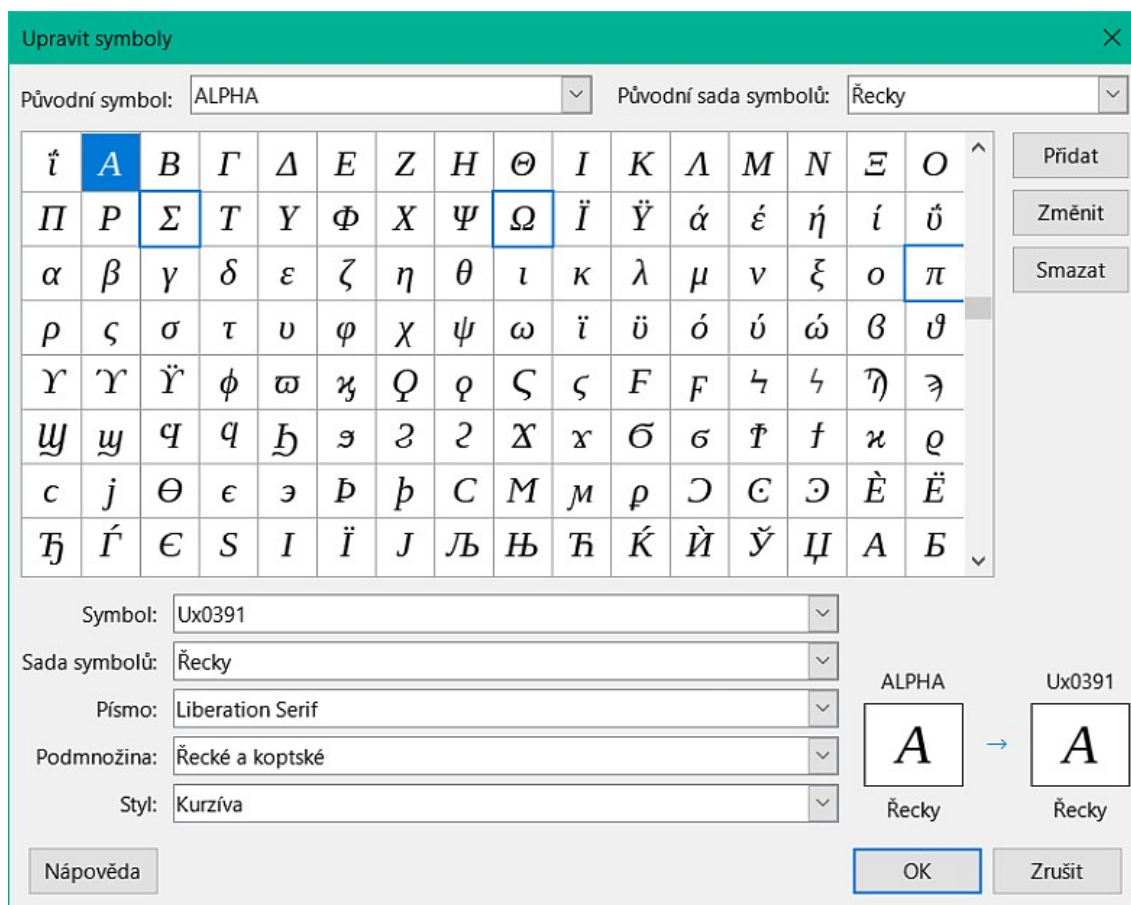 Upravit symboly
Původní symbol: ALPHA Původní sada symbolů: Řecky
ΐ Α Β Γ Δ Ε Ζ Η Θ Ι Κ Λ Μ Ν Ξ Ο Přidat
Π Ρ Σ Τ Υ Φ Χ Ψ Ω Ϊ Ϋ ά έ ή ί ΰ Změnit
α β γ δ ε ζ η θ ι κ λ μ ν ξ ο π Smazat
ρ ς σ τ υ φ χ ψ ω ϊ ϋ ό ύ ώ ϐ ϑ
ϒ ϓ ϔ ϕ ϖ ϗ Ϙ ϙ Ϛ ϛ Ϝ ϝ Ϟ ϟ Ϡ ϡ
Ϣ ϣ Ϥ ϥ Ϧ ϧ Ϩ ϩ Ϫ ϫ Ϭ ϭ Ϯ ϯ ϰ ϱ
ϲ ϳ ϴ ϵ ϶ Ϸ ϸ Ϲ Ϻ ϻ ϼ Ͻ Ͼ Ͽ Ѐ Ё
Ђ Ѓ Є Ѕ І Ї Ј Љ Њ Ћ Ќ Ѝ Ў Џ А Б
Symbol: Ux0391
Sada symbolů: Řecky
ALPHA Ux0391
Písmo: Liberation Serif
Α → Α
Podmnožina: Řecké a koptské
Styl: Kurzíva
Řecky Řecky
Nápověda OK Zrušit